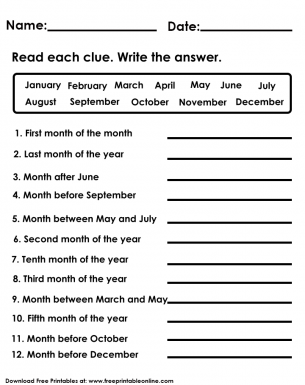 Name: Date:
Read each clue. Write the answer.
January February March April May June July
August September October November December
1. First month of the month
2. Last month of the year
3. Month after June
4. Month before September
5. Month between May and July
6. Second month of the year
7. Tenth month of the year
8. Third month of the year
9. Month between March and May
10. Fifth month of the year
11. Month before October
12. Month before December
Download Free Printables at: www.freeprintableonline.com